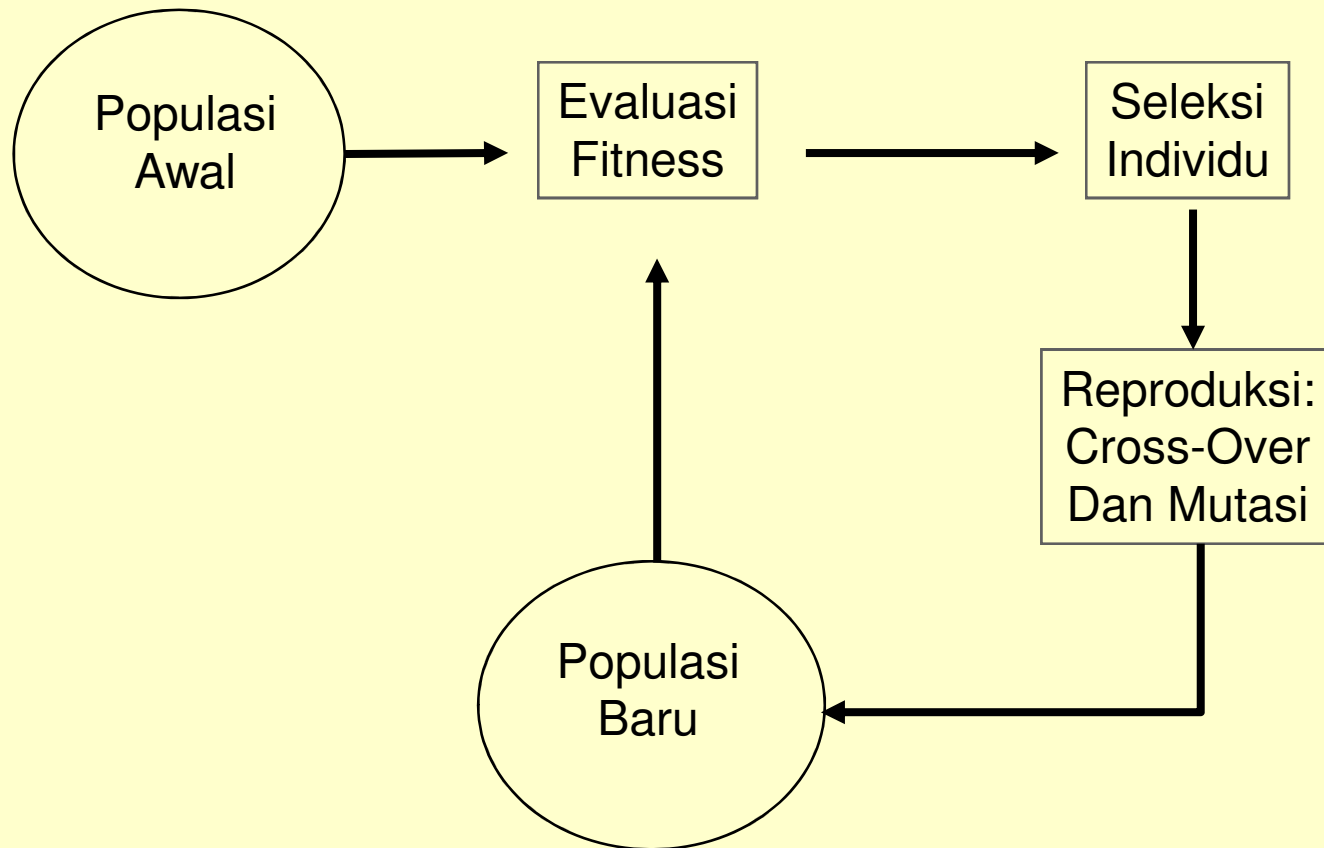 Populasi
Awal
Evaluasi
Fitness
Seleksi
Individu
Reproduksi:
Cross-Over
Dan Mutasi
Populasi
Baru